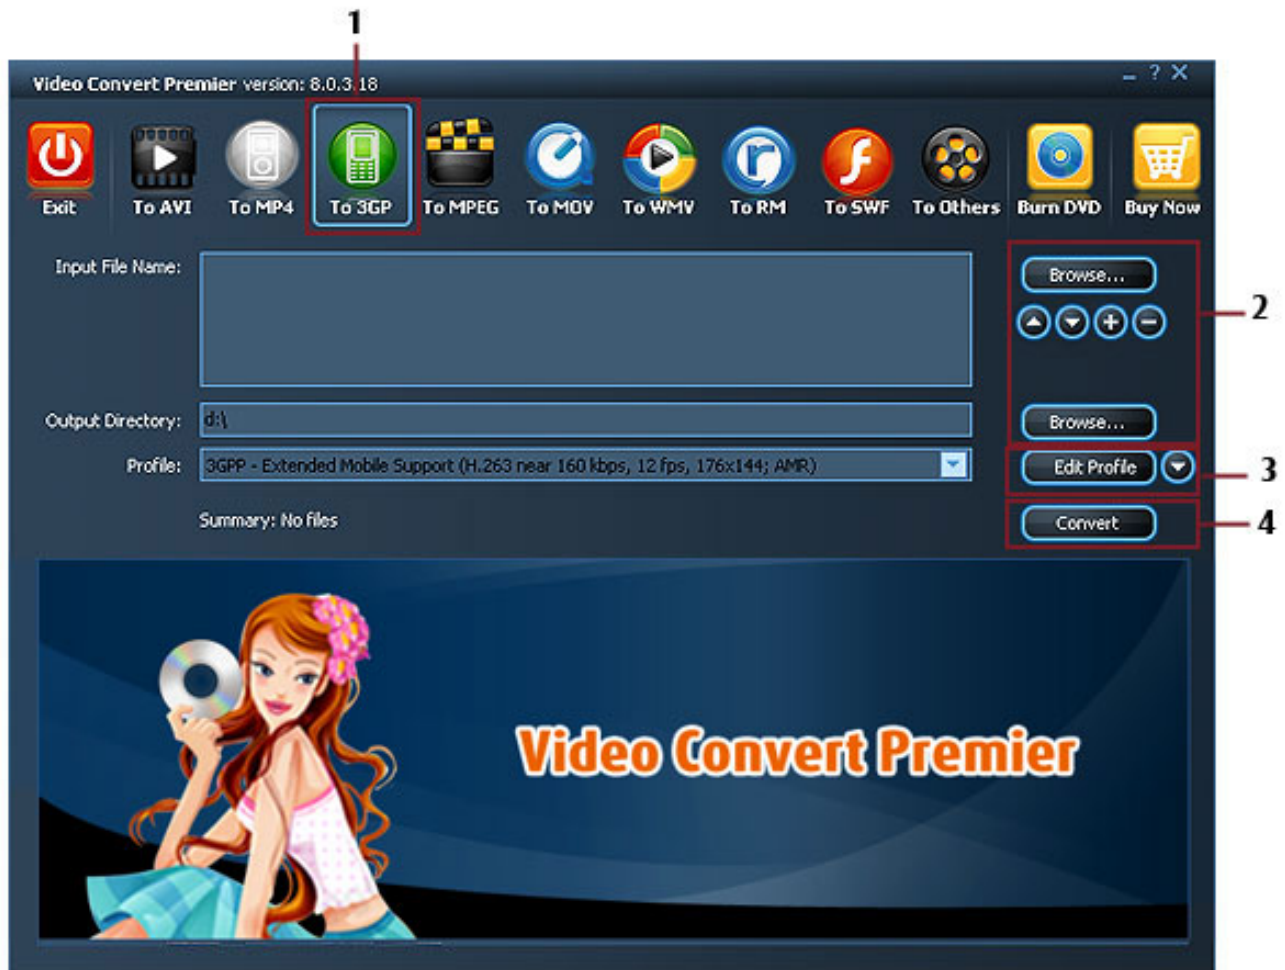 1
Video Convert Premier version: 8.0.3.18
Exit
To AVI
To MP4
To 3GP
To MPEG
To MOV
To WMV
To RM
To SWF
To Others
Burn DVD
Buy Now
Input File Name:
Browse...
2
Output Directory:
d:\
Browse...
Profile:
3GPP - Extended Mobile Support (H.263 near 160 kbps, 12 fps, 176x144; AMR)
Edit Profile
3
Summary: No files
Convert
4
Video Convert Premier